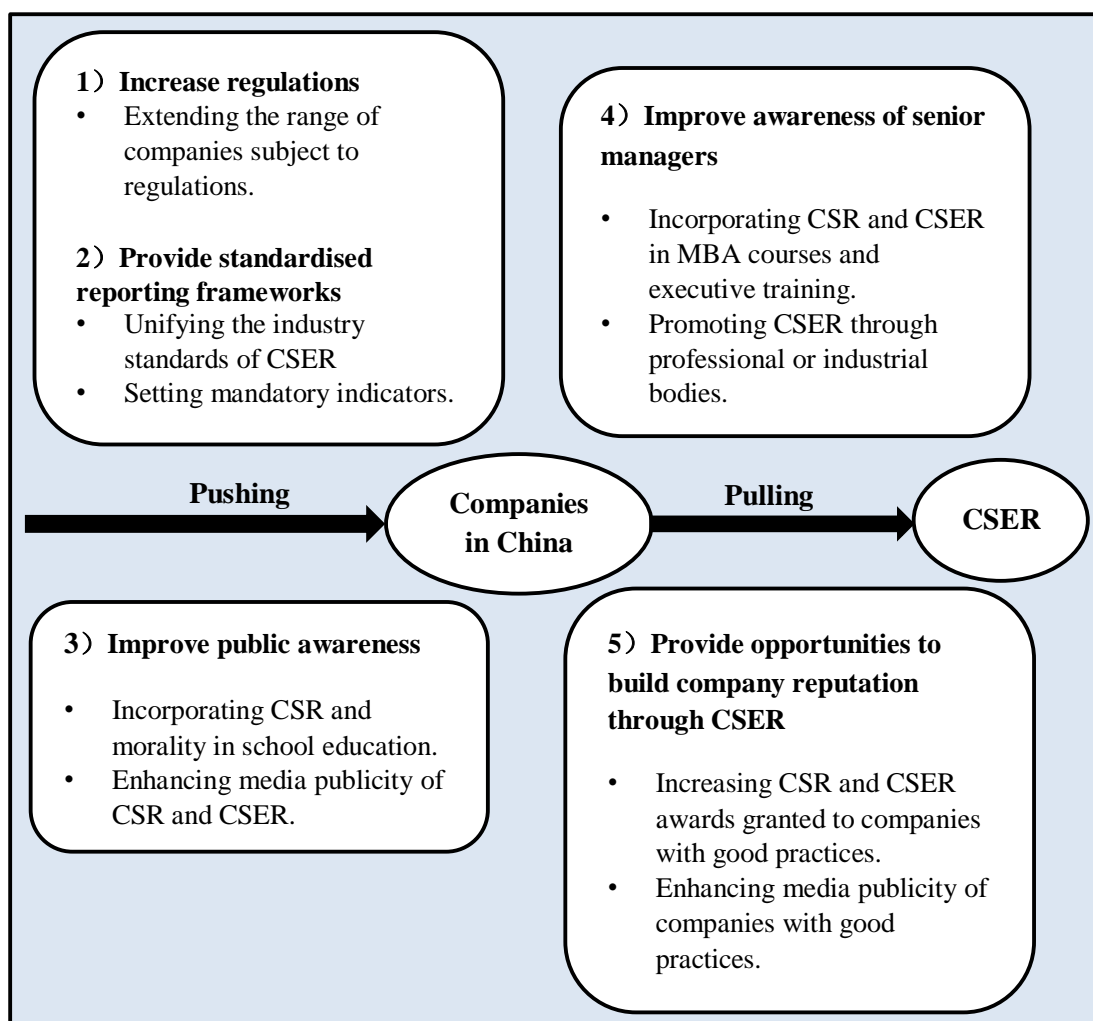 1）Increase regulations
• Extending the range of
companies subject to
regulations.
2）Provide standardised
reporting frameworks
• Unifying the industry
standards of CSER
• Setting mandatory indicators.
4）Improve awareness of senior
managers
• Incorporating CSR and CSER
in MBA courses and
executive training.
• Promoting CSER through
professional or industrial
bodies.
Pushing
Companies
in China
Pulling
CSER
3）Improve public awareness
• Incorporating CSR and
morality in school education.
• Enhancing media publicity of
CSR and CSER.
5）Provide opportunities to
build company reputation
through CSER
• Increasing CSR and CSER
awards granted to companies
with good practices.
• Enhancing media publicity of
companies with good
practices.